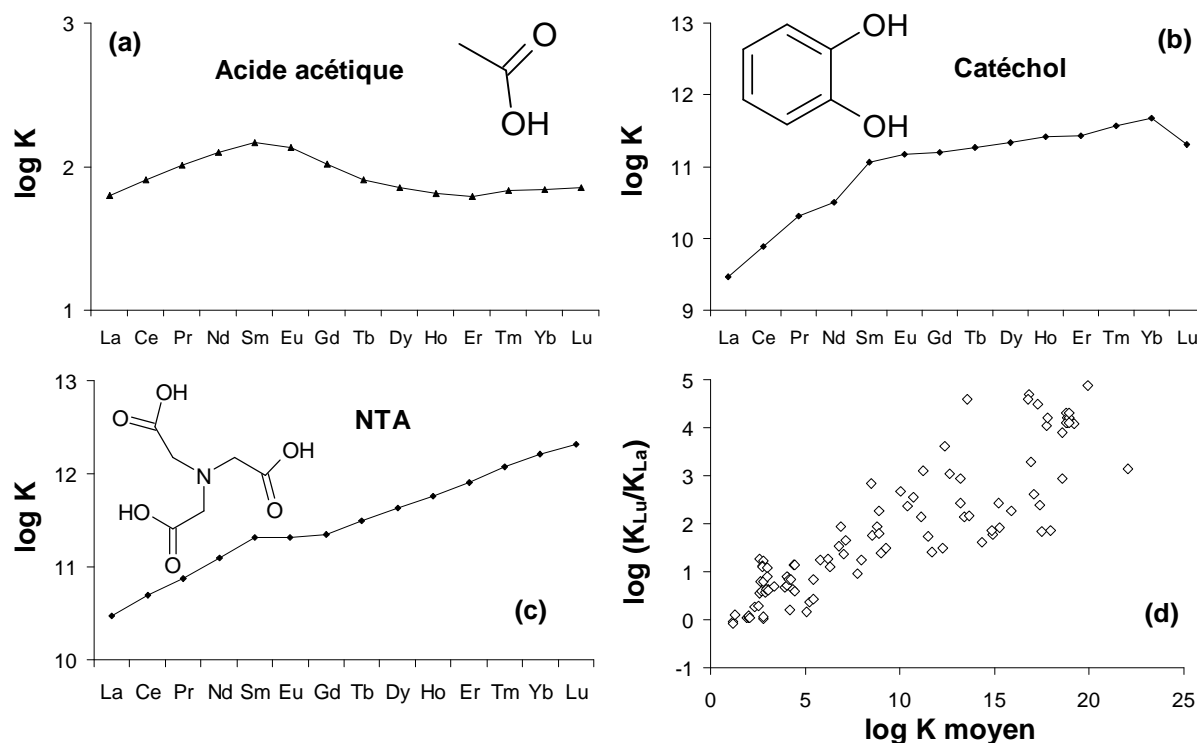 (a)
Acide acétique
O
OH
log K
3
2
1
La Ce Pr Nd Sm Eu Gd Tb Dy Ho Er Tm Yb Lu
(b)
Catéchol
OH
OH
log K
13
12
11
10
9
La Ce Pr Nd Sm Eu Gd Tb Dy Ho Er Tm Yb Lu
(c)
NTA
OH
O
N
OH
O
HO
O
log K
13
12
11
10
La Ce Pr Nd Sm Eu Gd Tb Dy Ho Er Tm Yb Lu
(d)
log (KLu/KLa)
5
4
3
2
1
0
-1
0 5 10 15 20 25
log K moyen